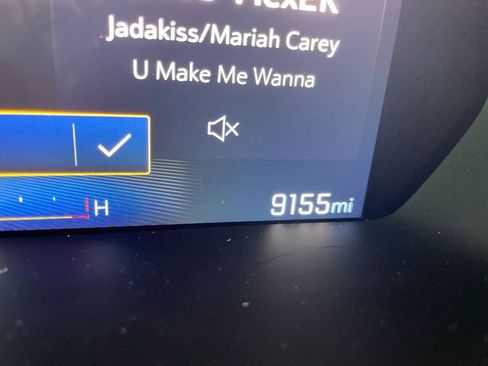 Jadakiss/Mariah Carey
U Make Me Wanna
H
9155mi